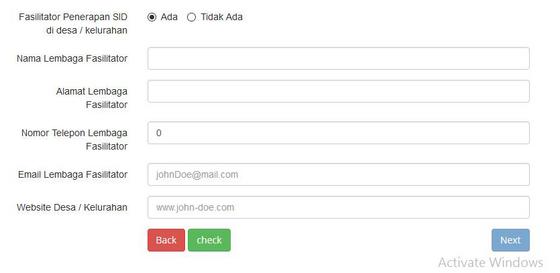 Fasilitator Penerapan SID Ada Tidak Ada
di desa / kelurahan
Nama Lembaga Fasilitator
Alamat Lembaga
Fasilitator
Nomor Telepon Lembaga 0
Fasilitator
Email Lembaga Fasilitator johnDoe@mail.com
Website Desa / Kelurahan www.john-doe.com
Back check Next
Activate Windows